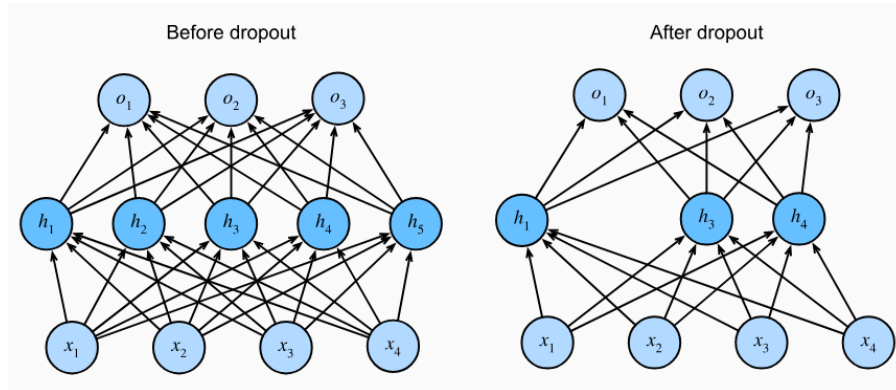 Before dropout
After dropout
o1 o2 o3
o1 o2 o3
h1 h2 h3 h4 h5
h1 h3 h4
x1 x2 x3 x4
x1 x2 x3 x4